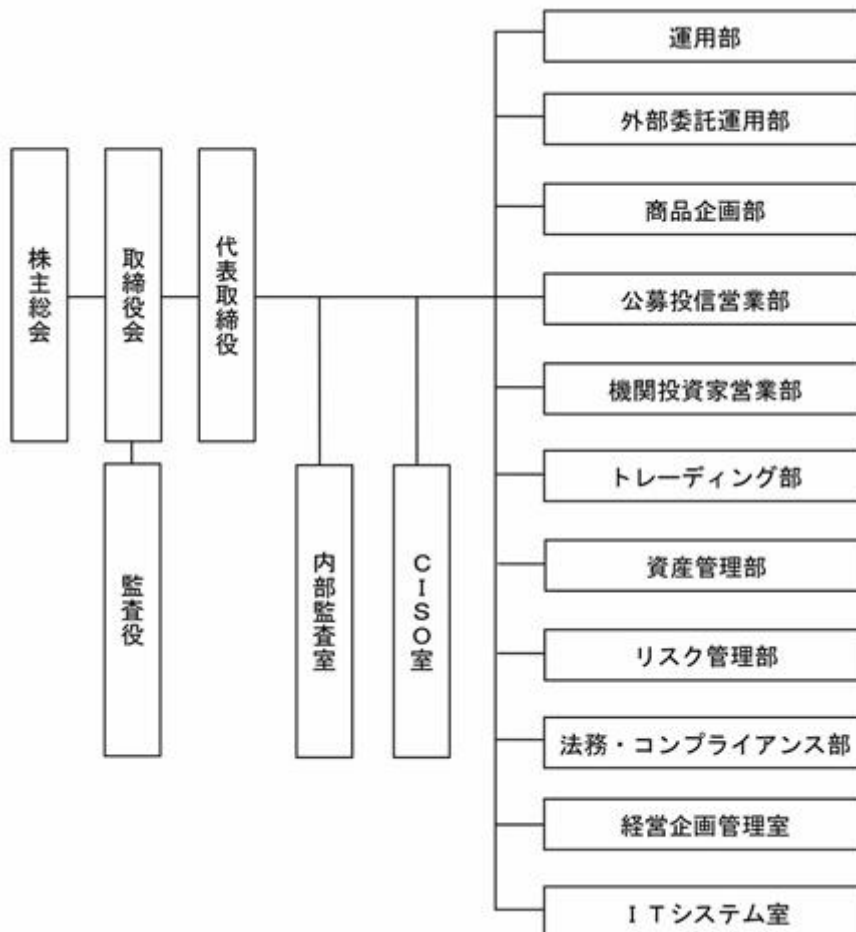 株主総会
取締役会
代表取締役
監査役
内部監査室
ＣＩＳＯ室
運用部
外部委託運用部
商品企画部
公募投信営業部
機関投資家営業部
トレーディング部
資産管理部
リスク管理部
法務・コンプライアンス部
経営企画管理室
ＩＴシステム室